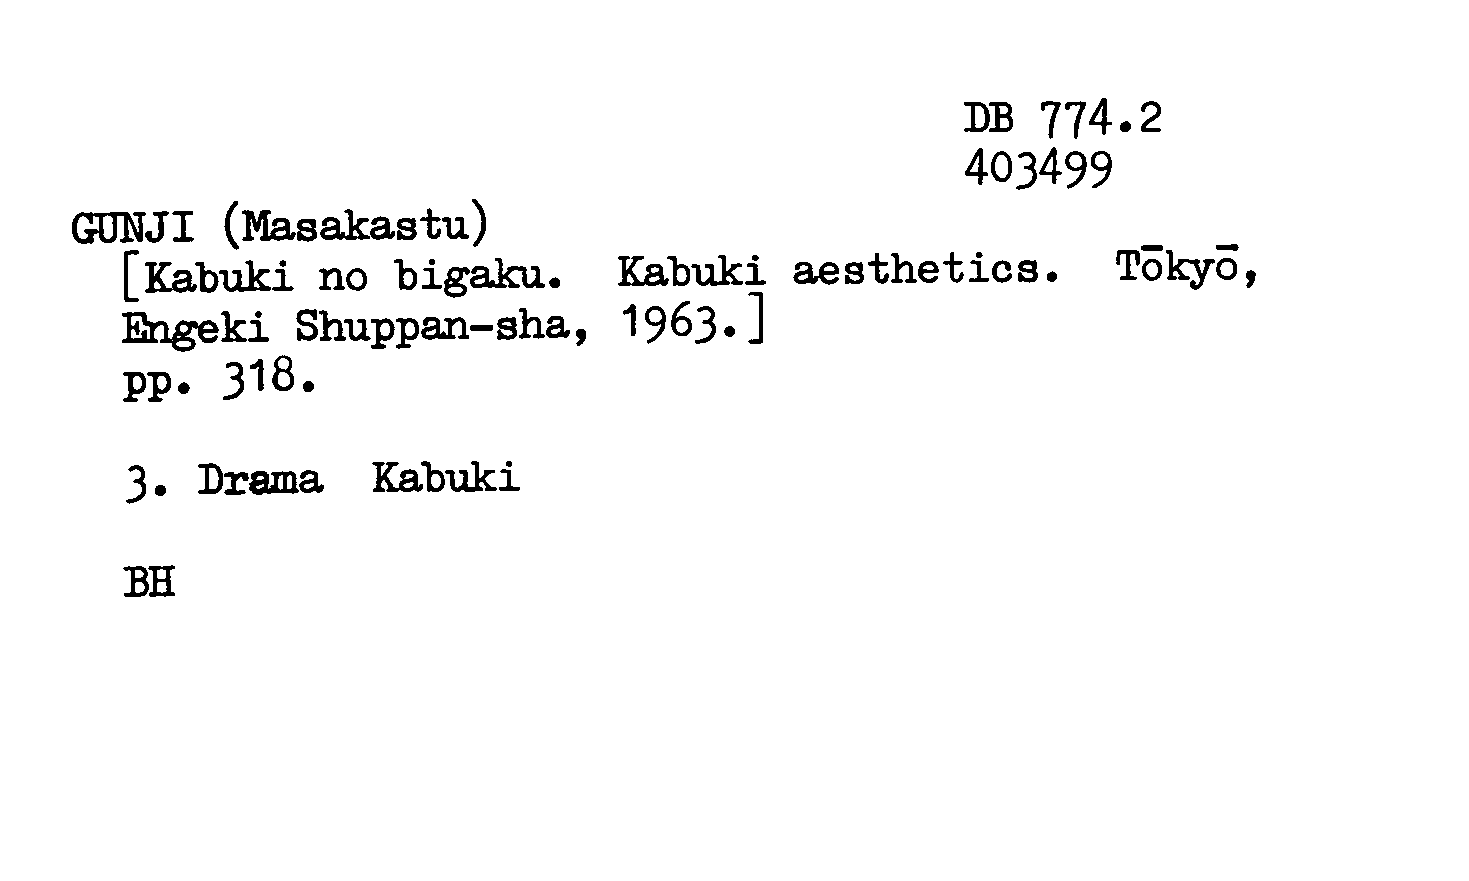 DB 774.2
403499
GUNJI (Masakastu)
[Kabuki no bigaku. Kabuki aesthetics. Tōkyō,
Engeki Shuppan-sha, 1963.]
pp. 318.
3. Drama Kabuki
BH